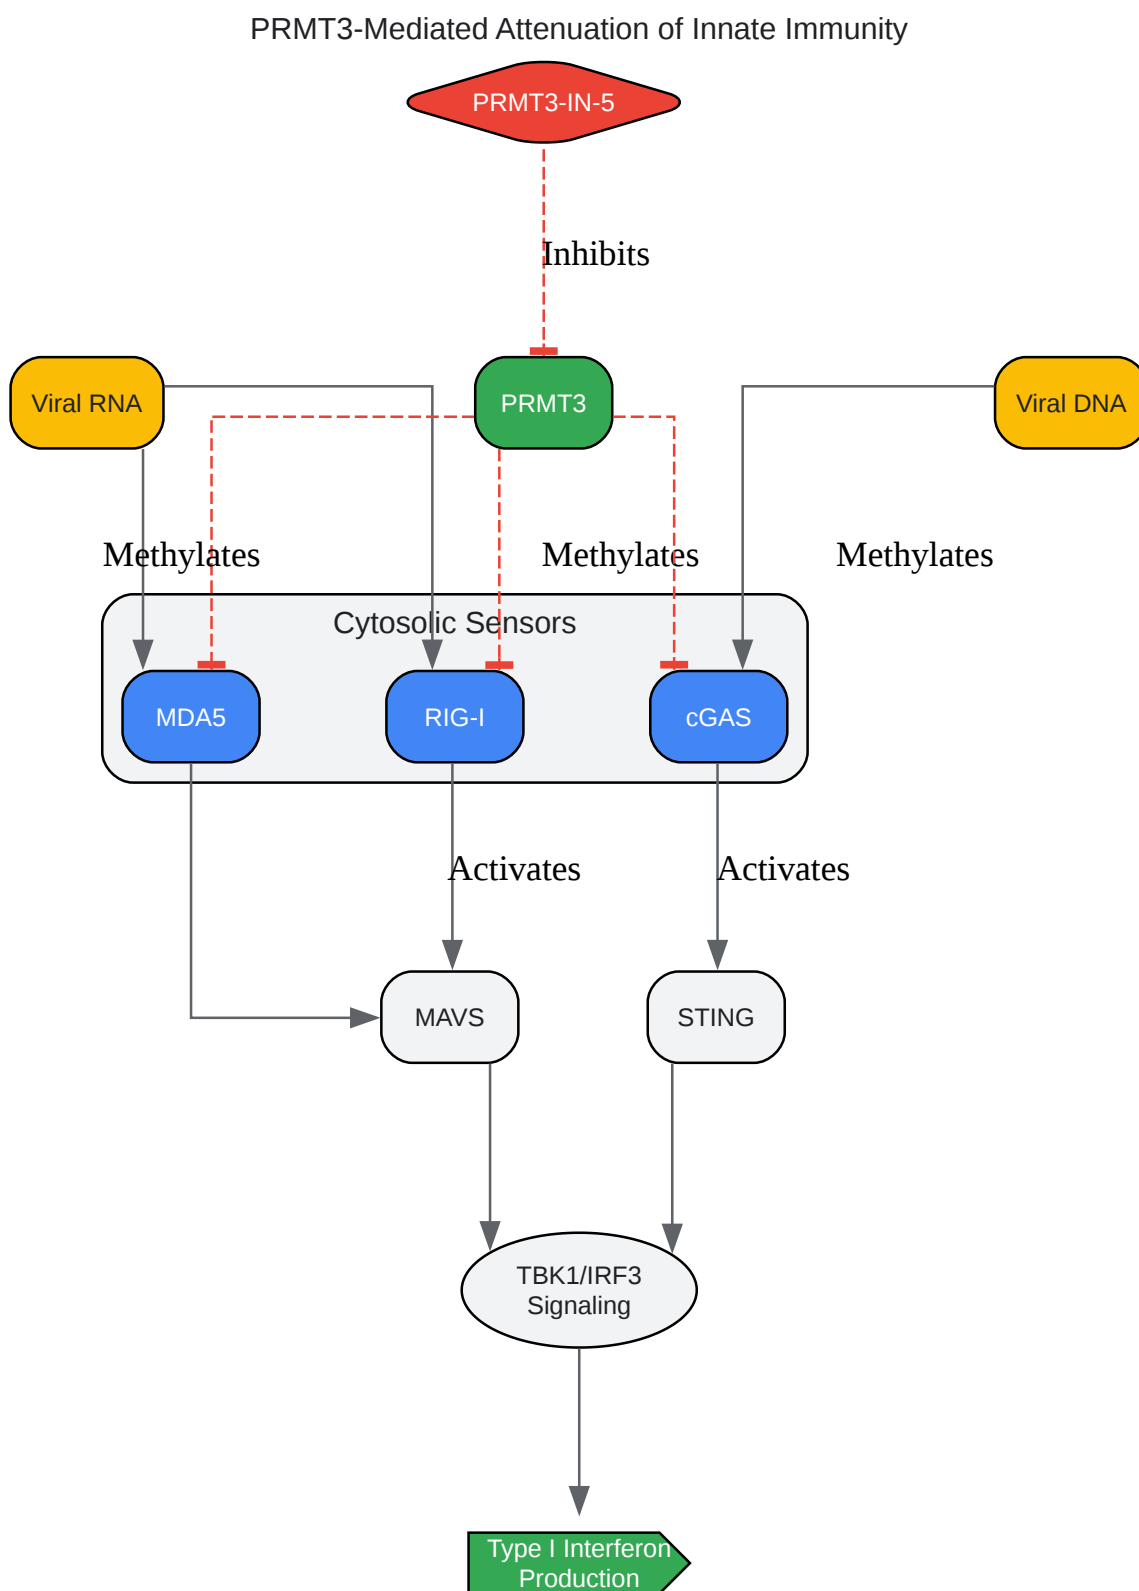 PRMT3-Mediated Attenuation of Innate Immunity
PRMT3-IN-5
Inhibits
Viral RNA
PRMT3
Viral DNA
Methylates
Methylates
Methylates
Cytosolic Sensors
MDA5
RIG-I
cGAS
Activates
Activates
MAVS
STING
TBK1/IRF3
Signaling
Type I Interferon
Production